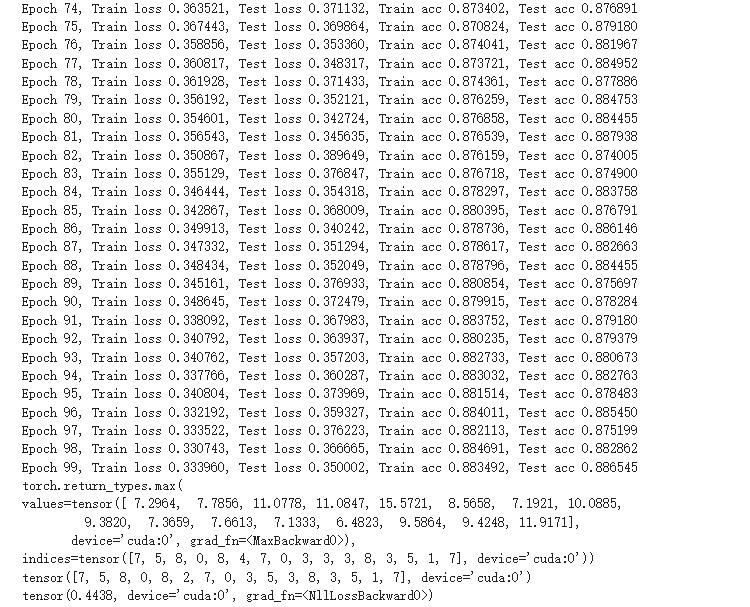 Epoch 74, Train loss 0.363521, Test loss 0.371132, Train acc 0.873402, Test acc 0.876891
Epoch 75, Train loss 0.367443, Test loss 0.369864, Train acc 0.870824, Test acc 0.879180
Epoch 76, Train loss 0.358856, Test loss 0.353360, Train acc 0.874041, Test acc 0.881967
Epoch 77, Train loss 0.360817, Test loss 0.348317, Train acc 0.873721, Test acc 0.884952
Epoch 78, Train loss 0.361928, Test loss 0.371433, Train acc 0.874361, Test acc 0.877886
Epoch 79, Train loss 0.356192, Test loss 0.352121, Train acc 0.876259, Test acc 0.884753
Epoch 80, Train loss 0.354601, Test loss 0.342724, Train acc 0.876858, Test acc 0.884455
Epoch 81, Train loss 0.356543, Test loss 0.345635, Train acc 0.876539, Test acc 0.887938
Epoch 82, Train loss 0.350867, Test loss 0.389649, Train acc 0.876159, Test acc 0.874005
Epoch 83, Train loss 0.355129, Test loss 0.376847, Train acc 0.876718, Test acc 0.874900
Epoch 84, Train loss 0.346444, Test loss 0.354318, Train acc 0.878297, Test acc 0.883758
Epoch 85, Train loss 0.342867, Test loss 0.368009, Train acc 0.880395, Test acc 0.876791
Epoch 86, Train loss 0.349913, Test loss 0.340242, Train acc 0.878736, Test acc 0.886146
Epoch 87, Train loss 0.347332, Test loss 0.351294, Train acc 0.878617, Test acc 0.882663
Epoch 88, Train loss 0.348434, Test loss 0.352049, Train acc 0.878796, Test acc 0.884455
Epoch 89, Train loss 0.345161, Test loss 0.376933, Train acc 0.880854, Test acc 0.875697
Epoch 90, Train loss 0.348645, Test loss 0.372479, Train acc 0.879915, Test acc 0.878284
Epoch 91, Train loss 0.338092, Test loss 0.367983, Train acc 0.883752, Test acc 0.879180
Epoch 92, Train loss 0.340792, Test loss 0.363937, Train acc 0.880235, Test acc 0.879379
Epoch 93, Train loss 0.340762, Test loss 0.357203, Train acc 0.882733, Test acc 0.880673
Epoch 94, Train loss 0.337766, Test loss 0.360287, Train acc 0.883032, Test acc 0.882763
Epoch 95, Train loss 0.340804, Test loss 0.373969, Train acc 0.881514, Test acc 0.878483
Epoch 96, Train loss 0.332192, Test loss 0.359327, Train acc 0.884011, Test acc 0.885450
Epoch 97, Train loss 0.333522, Test loss 0.376223, Train acc 0.882113, Test acc 0.875199
Epoch 98, Train loss 0.330743, Test loss 0.366665, Train acc 0.884691, Test acc 0.882862
Epoch 99, Train loss 0.333960, Test loss 0.350002, Train acc 0.883492, Test acc 0.886545
torch.return_types.max(
values=tensor([ 7.2964,  7.7856, 11.0778, 11.0847, 15.5721,  8.5658,  7.1921, 10.0885,
         9.3820,  7.3659,  7.6613,  7.1333,  6.4823,  9.5864,  9.4248, 11.9171],
       device='cuda:0', grad_fn=<MaxBackward0>),
indices=tensor([7, 5, 8, 0, 8, 4, 7, 0, 3, 3, 3, 8, 3, 5, 1, 7], device='cuda:0'))
tensor([7, 5, 8, 0, 8, 2, 7, 0, 3, 5, 3, 8, 3, 5, 1, 7], device='cuda:0')
tensor(0.4438, device='cuda:0', grad_fn=<NllLossBackward0>)